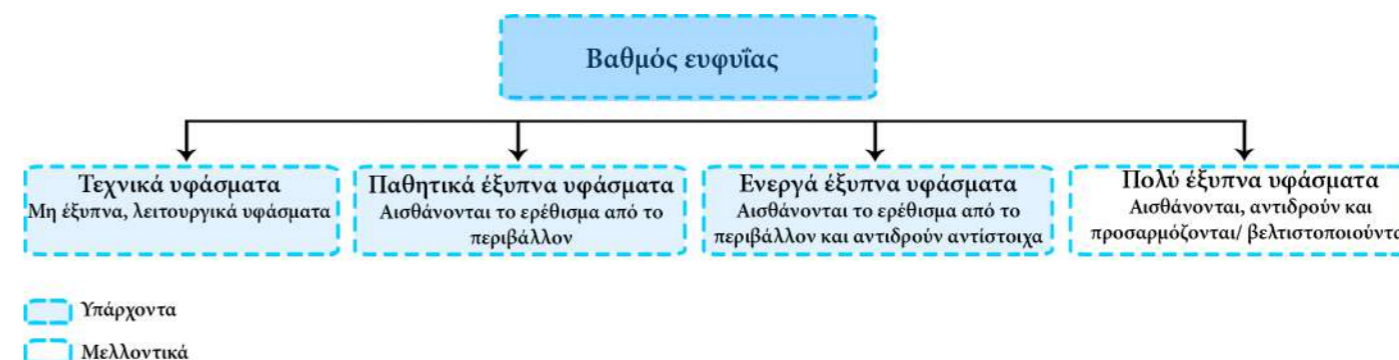 Βαθμός ευφυΐας
Τεχνικά υφάσματα
Μη έξυπνα, λειτουργικά υφάσματα
Παθητικά έξυπνα υφάσματα
Αισθάνονται το ερέθισμα από το
περιβάλλον
Ενεργά έξυπνα υφάσματα
Αισθάνονται το ερέθισμα από το
περιβάλλον και αντιδρούν αντίστοιχα
Πολύ έξυπνα υφάσματα
Αισθάνονται, αντιδρούν και
προσαρμόζονται/ βελτιστοποιούντα
Υπάρχοντα
Μελλοντικά